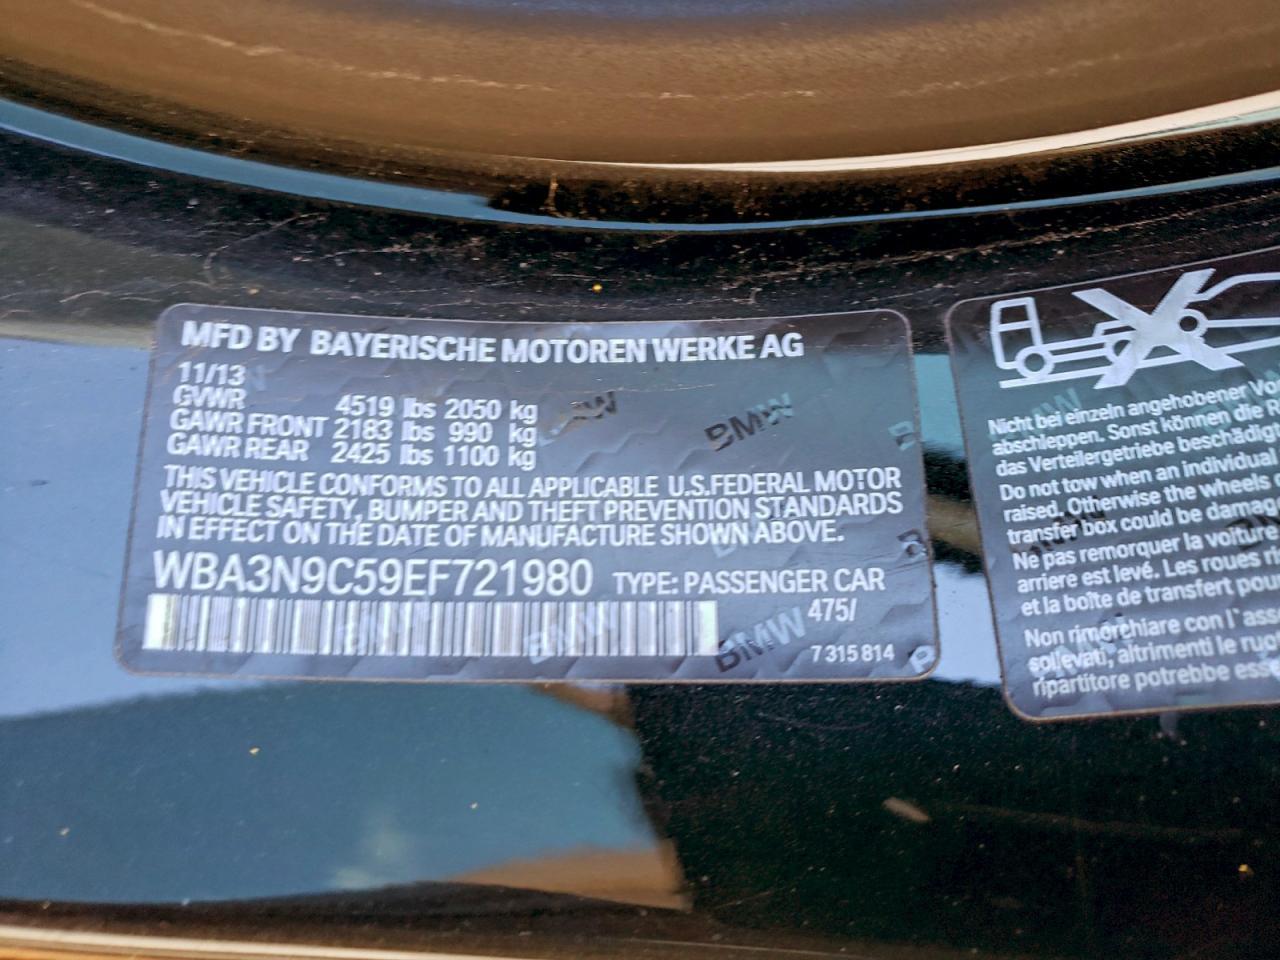 MFD BY BAYERISCHE MOTOREN WERKE AG
11/13
GVWR 4519 lbs 2050 kg
GAWR FRONT 2183 lbs 990 kg
GAWR REAR 2425 lbs 1100 kg
THIS VEHICLE CONFORMS TO ALL APPLICABLE U.S.FEDERAL MOTOR
VEHICLE SAFETY, BUMPER AND THEFT PREVENTION STANDARDS
IN EFFECT ON THE DATE OF MANUFACTURE SHOWN ABOVE.
WBA3N9C59EF721980 TYPE: PASSENGER CAR
475/
7 315 814
BMW
BMW
BMW
BMW
BMW
Nicht bei einzeln angehobener
abschleppen. Sonst können die
das Verteilergetriebe beschädigt
Do not tow when an individual
raised. Otherwise the wheels
transfer box could be
Ne pas remorquer la voiture
arriere est levé. Les roues
et la boîte de transfert
Non rimorchiare con l'
sollevati, altrimenti le
ripartitore potrebbe